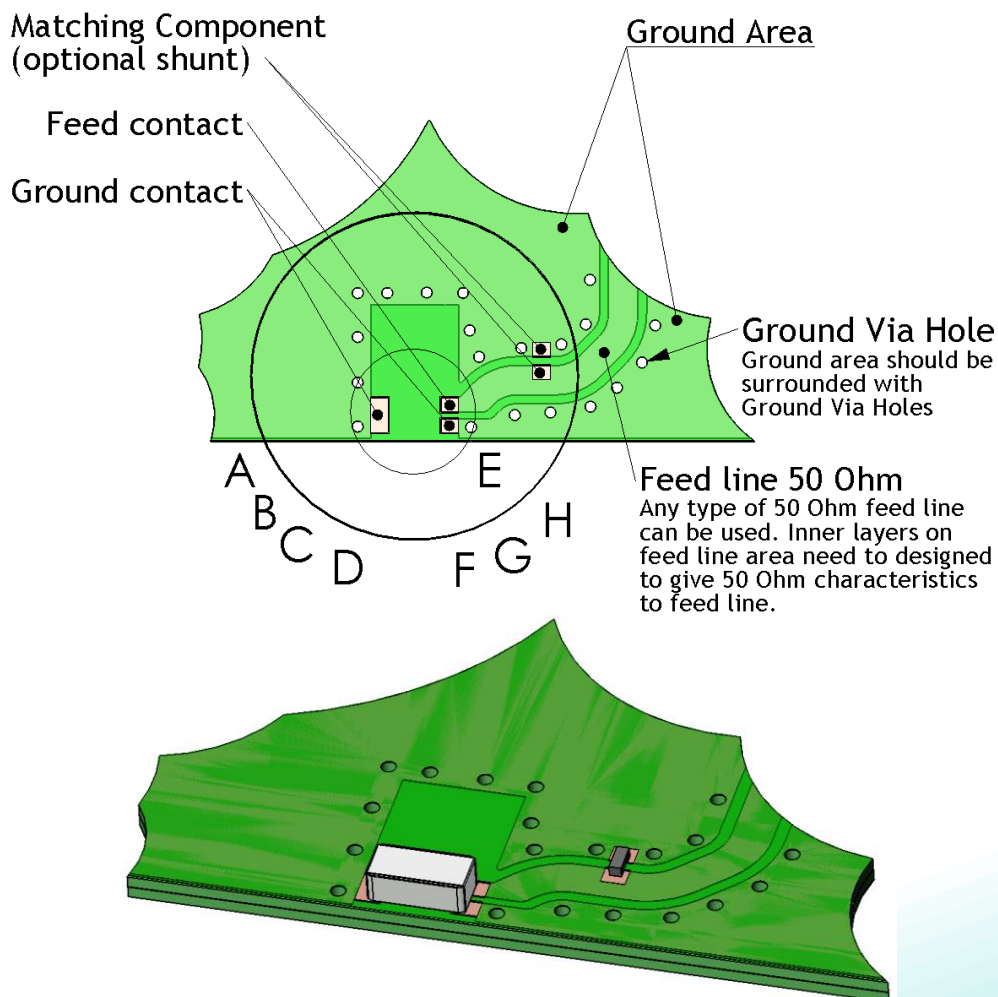 Matching Component
(optional shunt)
Ground Area
Feed contact
Ground contact
Ground Via Hole
Ground area should be
surrounded with
Ground Via Holes
A
B
C
D
E
F
G
H
Feed line 50 Ohm
Any type of 50 Ohm feed line
can be used. Inner layers on
feed line area need to designed
to give 50 Ohm characteristics
to feed line.